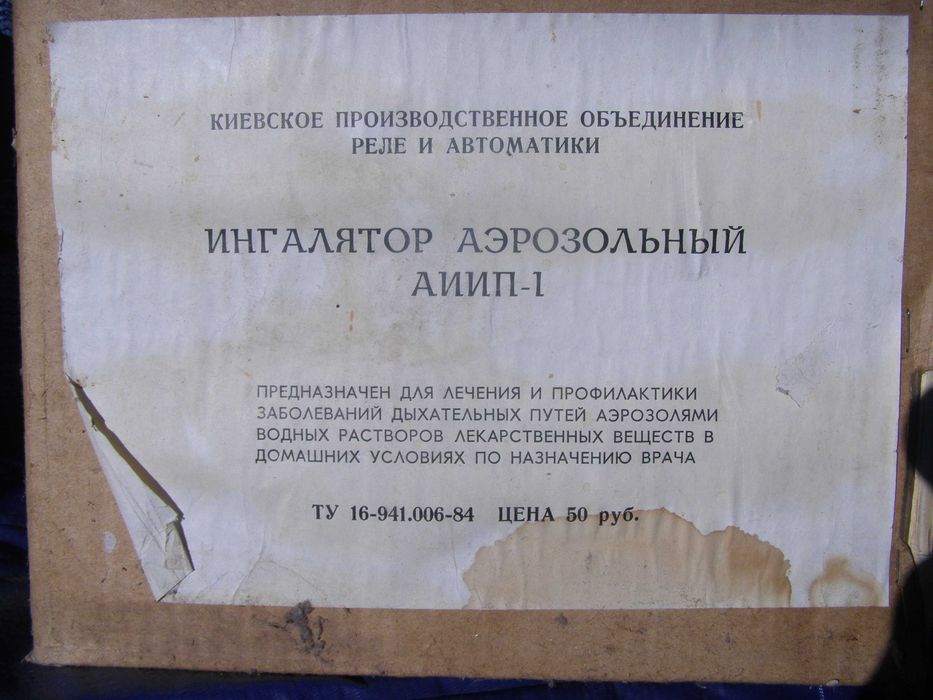 КИЕВСКОЕ ПРОИЗВОДСТВЕННОЕ ОБЪЕДИНЕНИЕ
РЕЛЕ И АВТОМАТИКИ
ИНГАЛЯТОР АЭРОЗОЛЬНЫЙ
АИИП-1
ПРЕДНАЗНАЧЕН ДЛЯ ЛЕЧЕНИЯ И ПРОФИЛАКТИКИ
ЗАБОЛЕВАНИЙ ДЫХАТЕЛЬНЫХ ПУТЕЙ АЭРОЗОЛЯМИ
ВОДНЫХ РАСТВОРОВ ЛЕКАРСТВЕННЫХ ВЕЩЕСТВ В
ДОМАШНИХ УСЛОВИЯХ ПО НАЗНАЧЕНИЮ ВРАЧА
ТУ 16-941.006-84 ЦЕНА 50 руб.